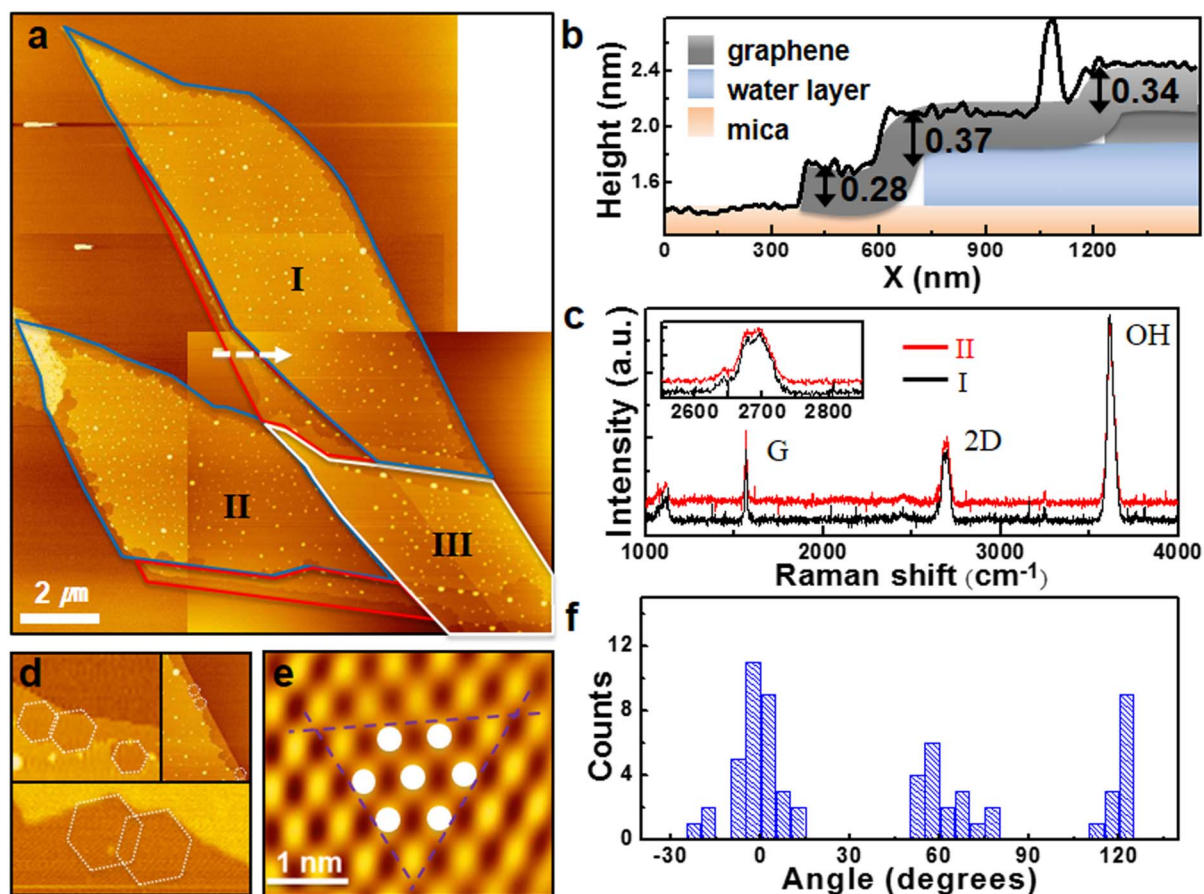 a
I
II
III
2 μm
b
graphene
water layer
mica
0.28
0.37
0.34
Height (nm)
2.4
2.0
1.6
0
300
600
900
1200
X (nm)
c
II
I
OH
G
2D
2600
2700
2800
Intensity (a.u.)
1000
2000
3000
4000
Raman shift (cm-1)
d
e
1 nm
f
Counts
12
8
4
0
-30
0
30
60
90
120
Angle (degrees)